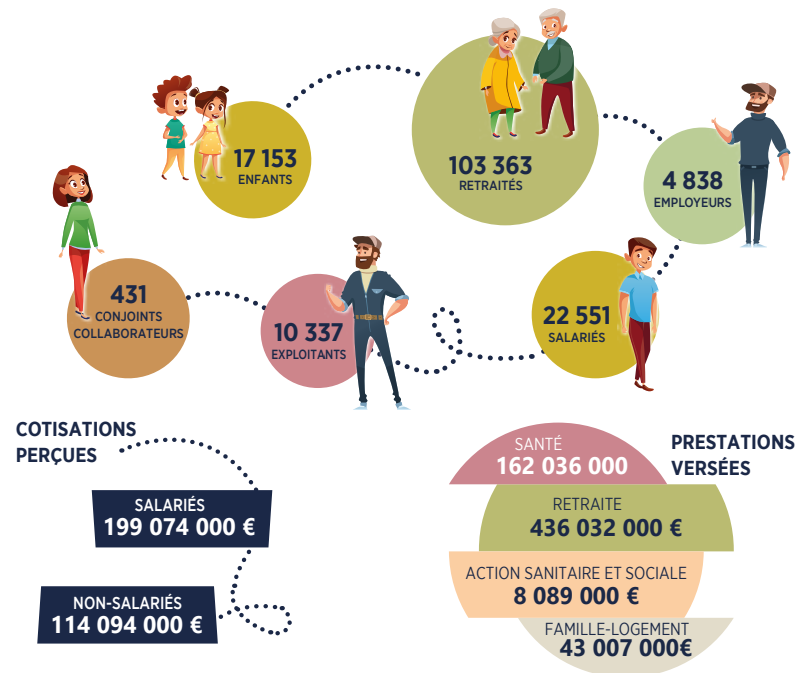 17 153
ENFANTS
103 363
RETRAITÉS
4 838
EMPLOYEURS
431
CONJOINTS
COLLABORATEURS
10 337
EXPLOITANTS
22 551
SALARIÉS
COTISATIONS
PERÇUES
SALARIÉS
199 074 000 €
NON-SALARIÉS
114 094 000 €
PRESTATIONS
VERSÉES
SANTÉ
162 036 000
RETRAITE
436 032 000 €
ACTION SANITAIRE ET SOCIALE
8 089 000 €
FAMILLE-LOGEMENT
43 007 000€